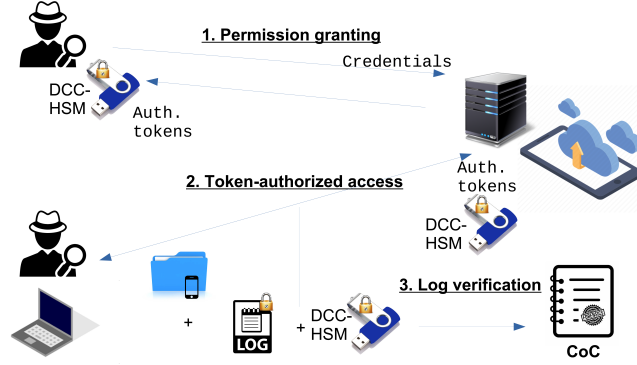 1. Permission granting
Credentials
DCC-
HSM
Auth.
tokens
2. Token-authorized access
Auth.
tokens
DCC-
HSM
3. Log verification
+
LOG
+
DCC-
HSM
CoC